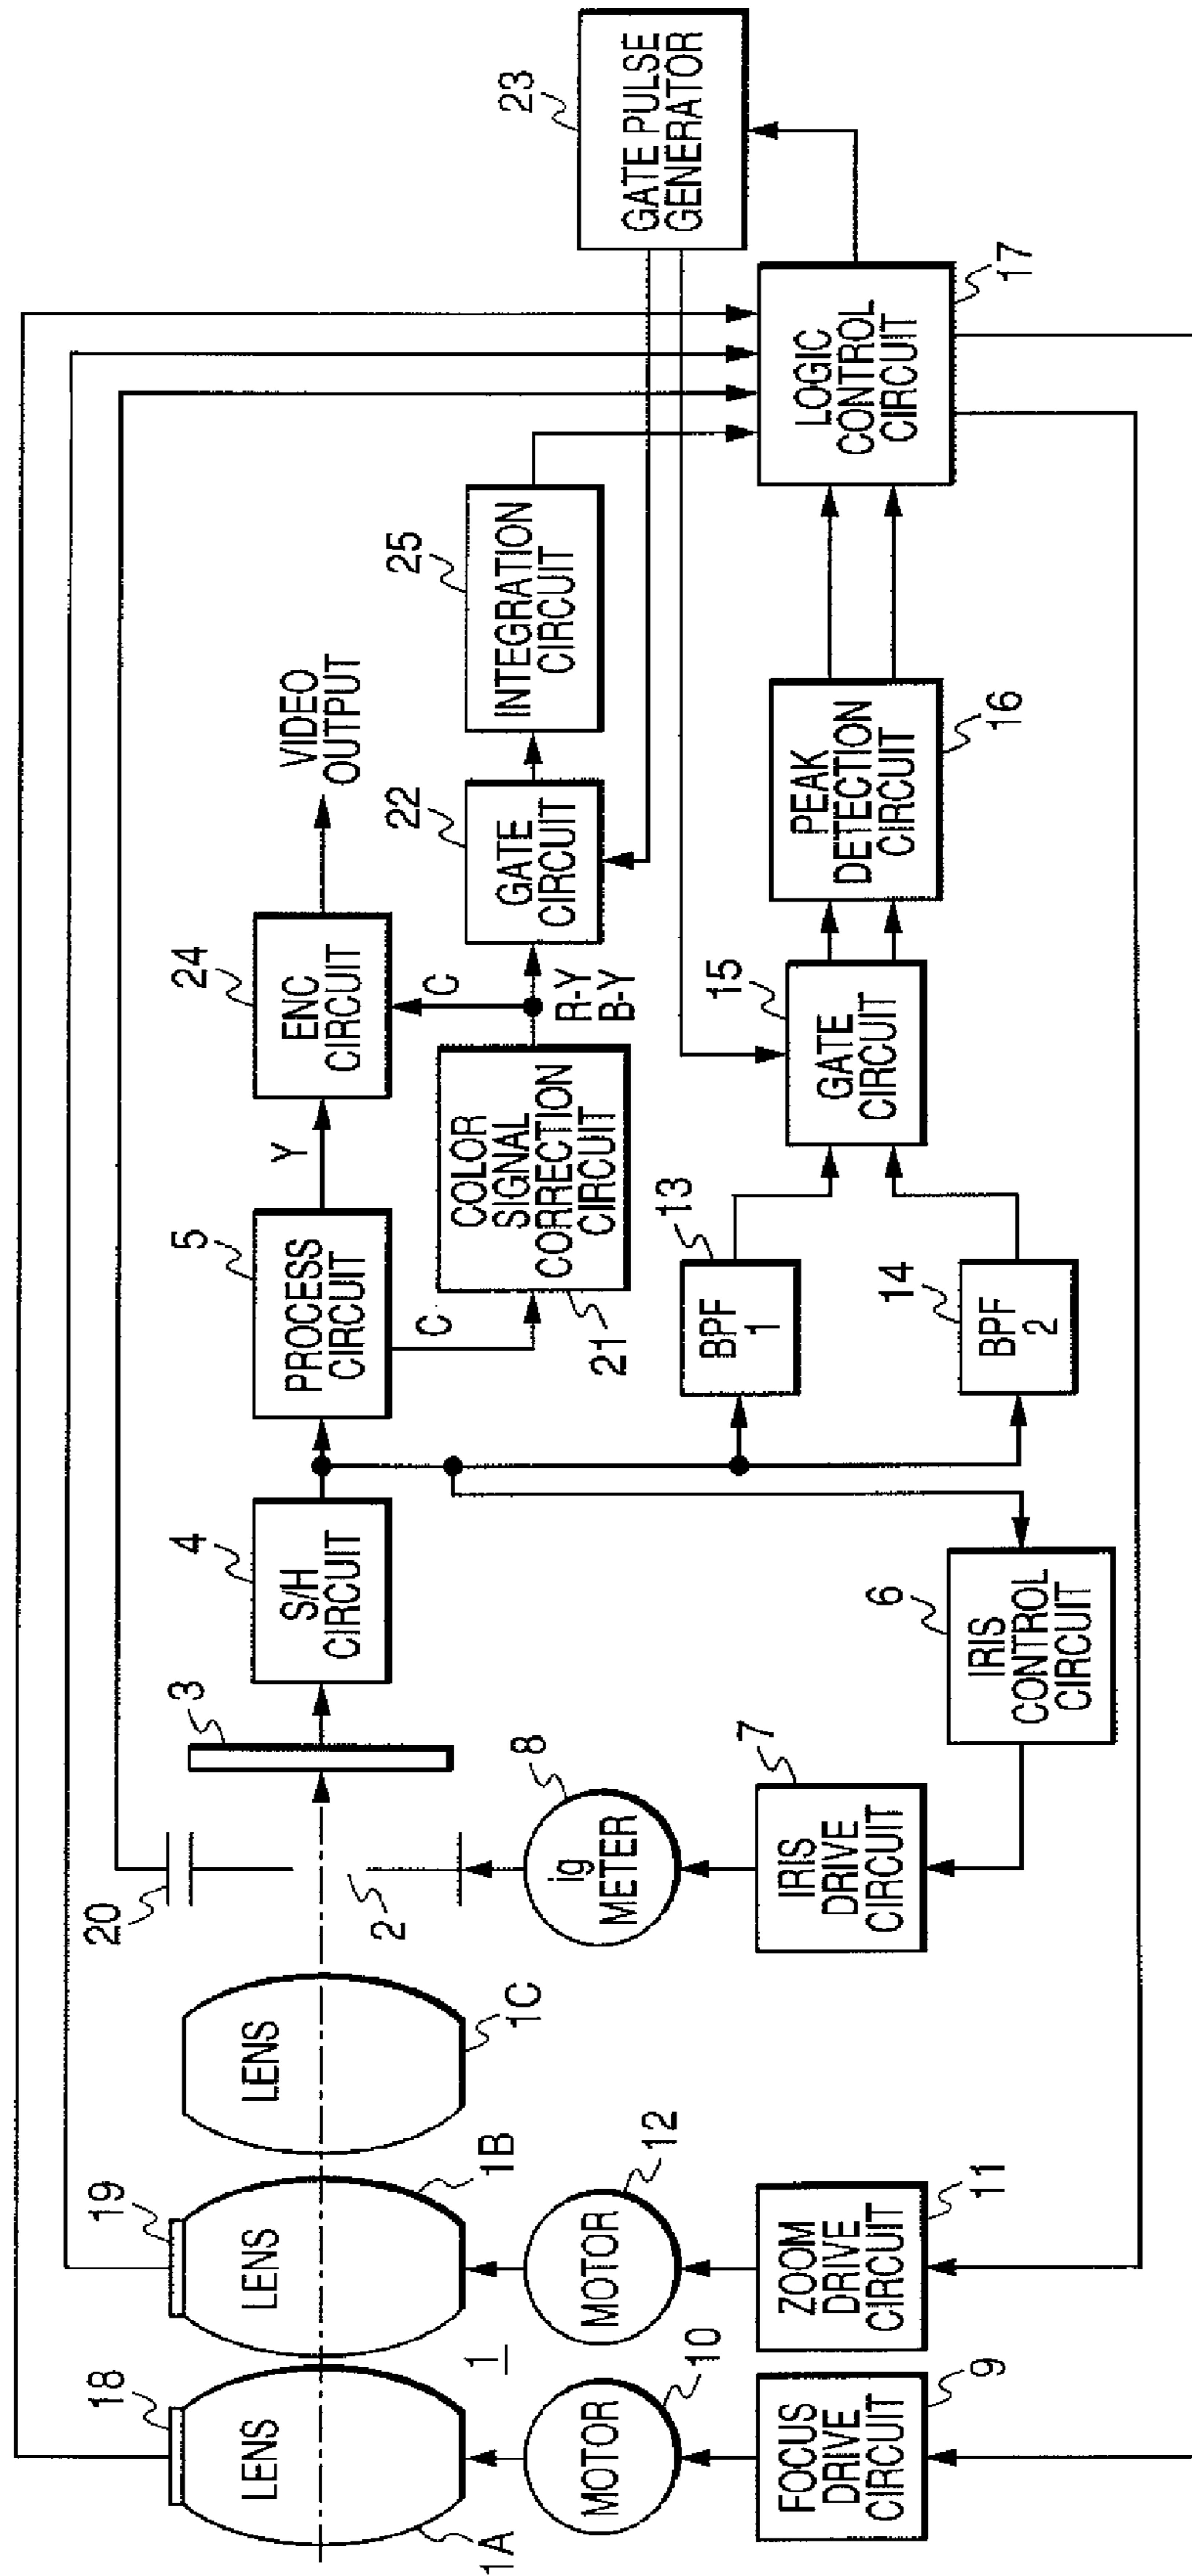 18
19
20
3
4
5
24
VIDEO
OUTPUT
LENS
LENS
LENS
S/H
CIRCUIT
PROCESS
CIRCUIT
Y
ENC
CIRCUIT
1A
1
1B
1C
2
C
C
22
25
23
COLOR
SIGNAL
CORRECTION
CIRCUIT
21
R-Y
B-Y
GATE
CIRCUIT
INTEGRATION
CIRCUIT
GATE PULSE
GENERATOR
MOTOR
10
MOTOR
12
ig
METER
8
13
BPF
1
15
FOCUS
DRIVE
CIRCUIT
9
ZOOM
DRIVE
CIRCUIT
11
IRIS
DRIVE
CIRCUIT
7
6
IRIS
CONTROL
CIRCUIT
14
BPF
2
GATE
CIRCUIT
PEAK
DETECTION
CIRCUIT
16
LOGIC
CONTROL
CIRCUIT
17